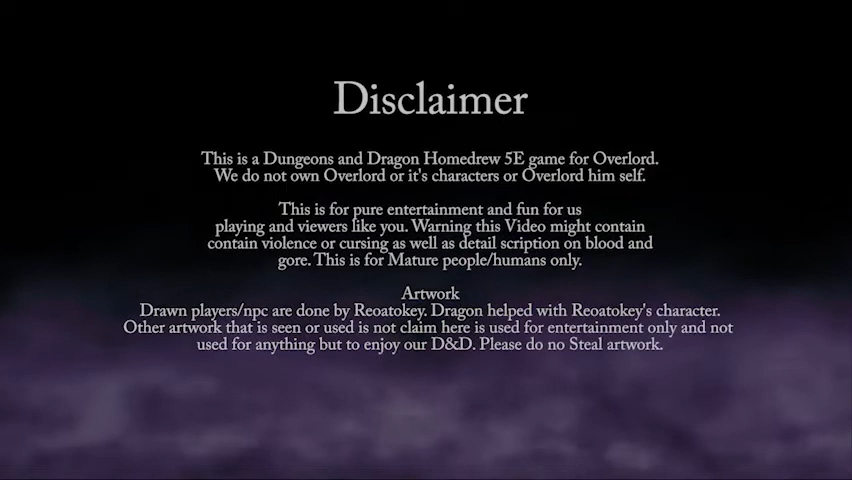 Disclaimer
This is a Dungeons and Dragon Homedrew 5E game for Overlord.
We do not own Overlord or it's characters or Overlord him self.
This is for pure entertainment and fun for us
playing and viewers like you. Warning this Video might contain
contain violence or cursing as well as detail scription on blood and
gore. This is for Mature people/humans only.
Artwork
Drawn players/npc are done by Reoatokey. Dragon helped with Reoatokey's character.
Other artwork that is seen or used is not claim here is used for entertainment only and not
used for anything but to enjoy our D&D. Please do no Steal artwork.